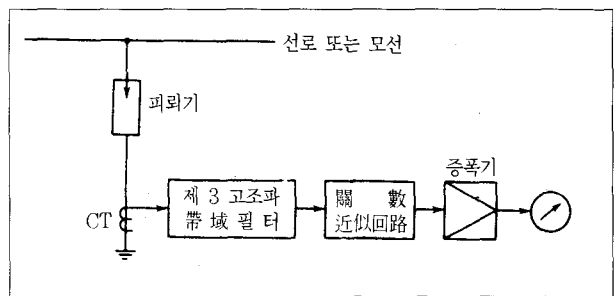 선로 또는 모선
피뢰기
증폭기
CT
제 3 고조파
帶域필터
關數
近似回路